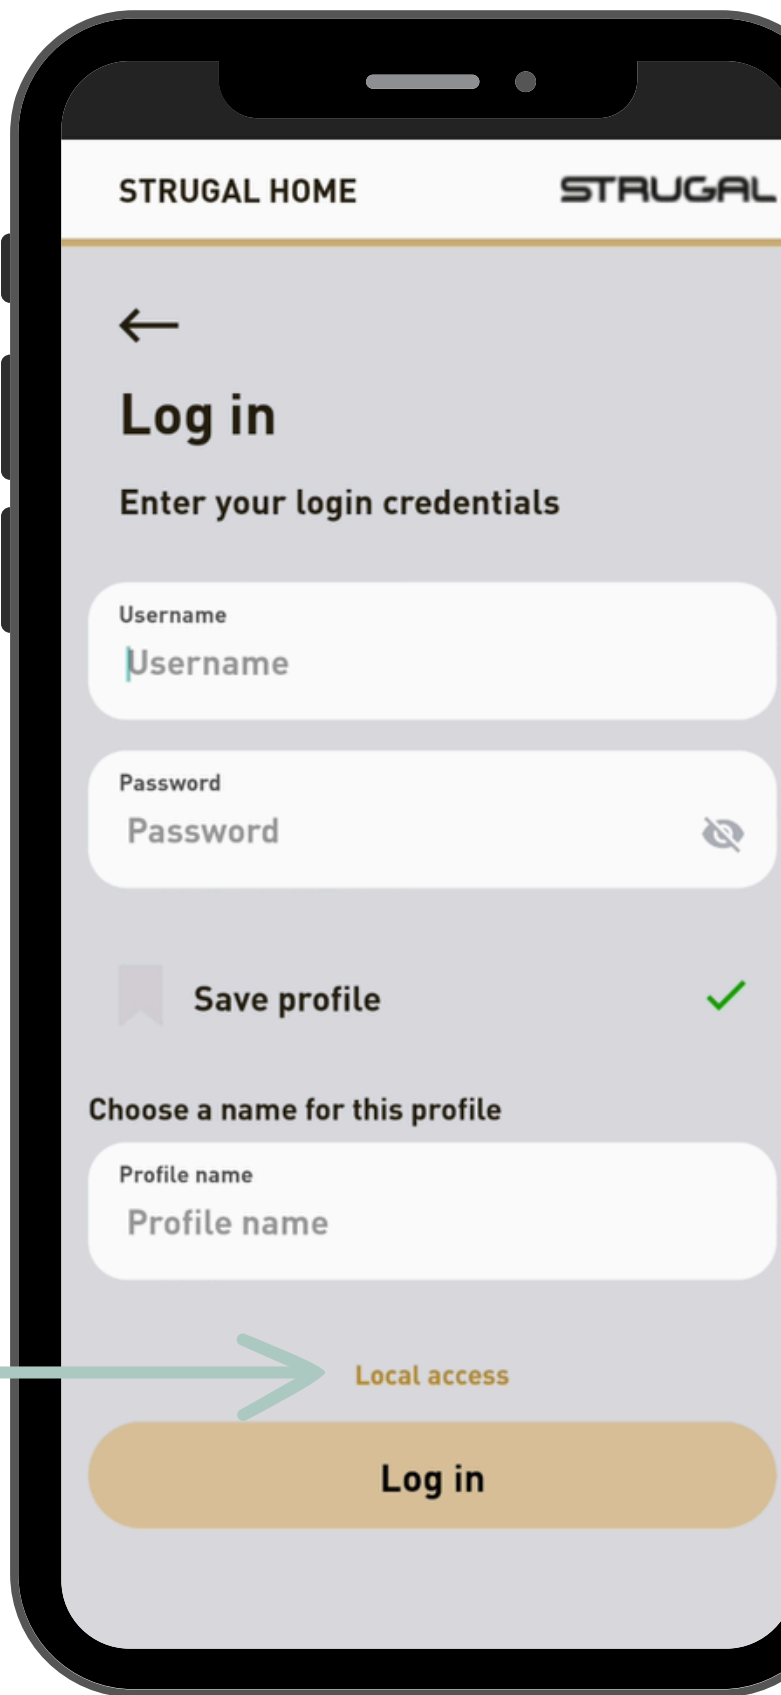 STRUGAL HOME
STRUGAL
Log in
Enter your login credentials
Username
Username
Password
Password
Save profile
Choose a name for this profile
Profile name
Profile name
Local access
Log in